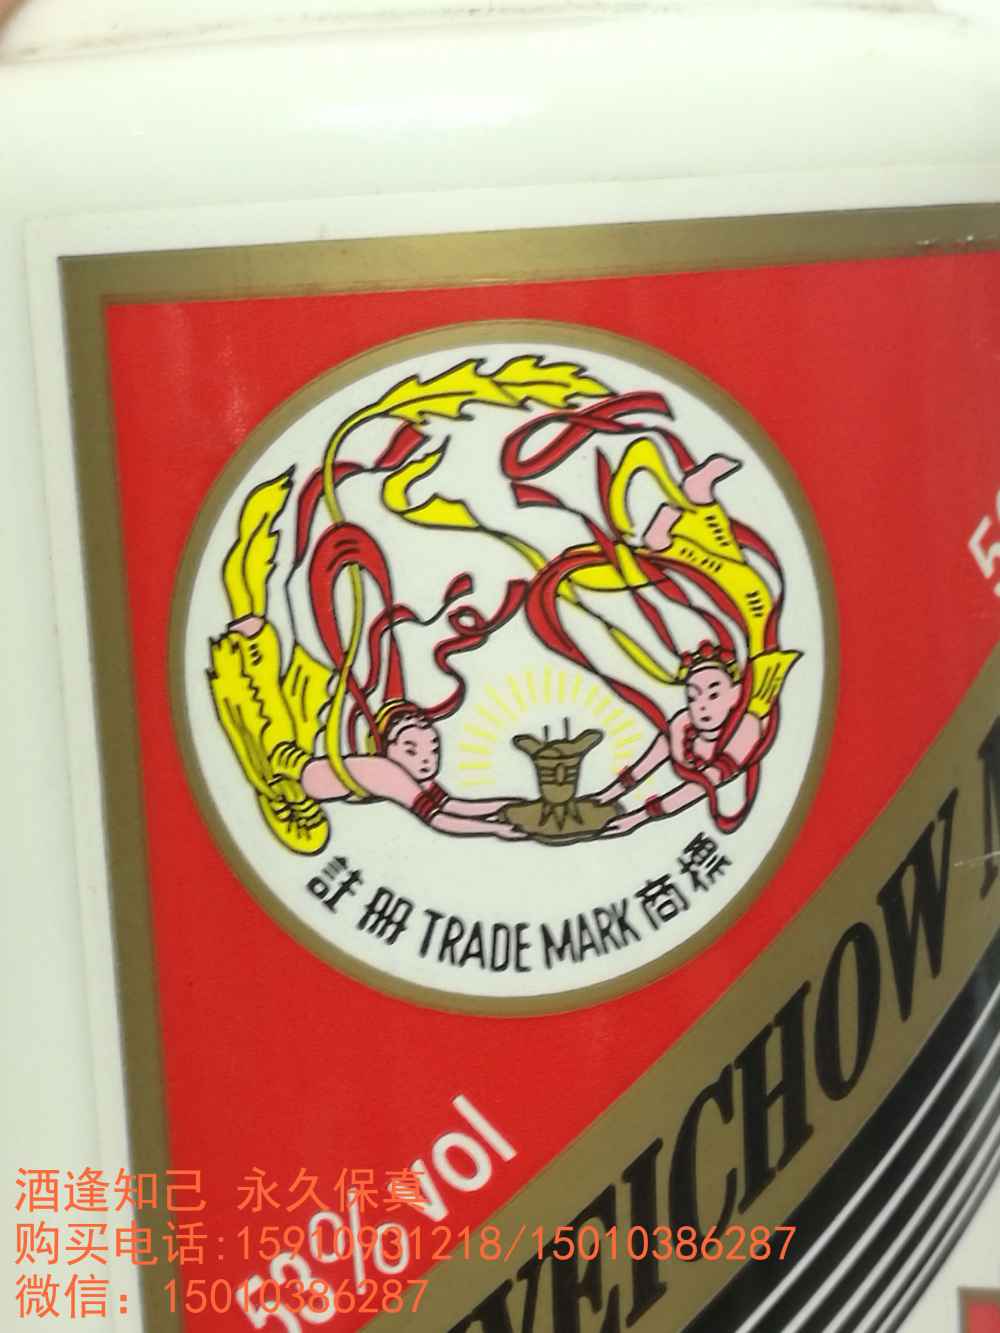 註册 TRADE MARK 商標
KWEICHOW M
53%vol
5
酒逢知己 永久保真
购买电话:15910931218/15010386287
微信：15010386287